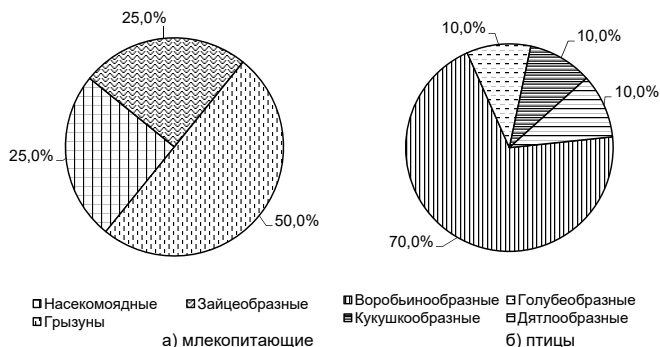 25,0%
25,0%
50,0%
Насекомоядные Зайцеобразные
Грызуны
а) млекопитающие
10,0%
10,0%
10,0%
70,0%
Воробьинообразные Голубеобразные
Кукушкообразные Дятлообразные
б) птицы